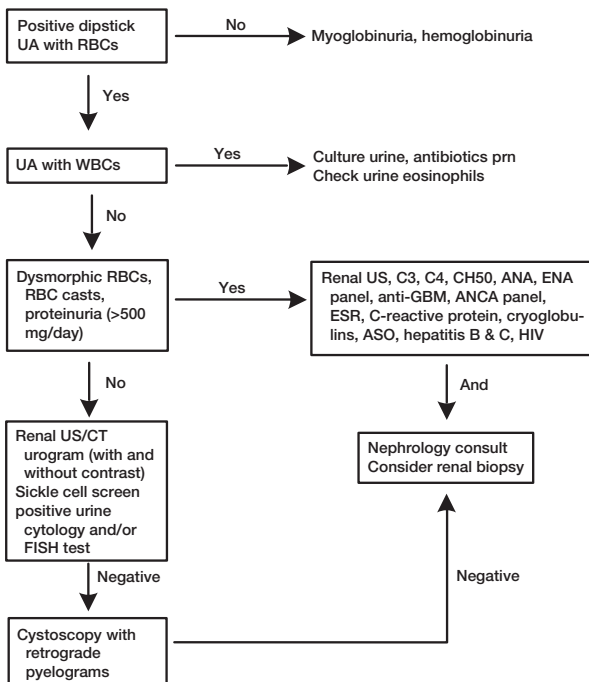 Positive dipstick
UA with RBCs
No
Myoglobinuria, hemoglobinuria
Yes
UA with WBCs
Yes
Culture urine, antibiotics prn
Check urine eosinophils
No
Dysmorphic RBCs,
RBC casts,
proteinuria (>500
mg/day)
Yes
Renal US, C3, C4, CH50, ANA, ENA
panel, anti-GBM, ANCA panel,
ESR, C-reactive protein, cryoglobu-
lins, ASO, hepatitis B & C, HIV
No
And
Renal US/CT
urogram (with and
without contrast)
Sickle cell screen
positive urine
cytology and/or
FISH test
Nephrology consult
Consider renal biopsy
Negative
Negative
Cystoscopy with
retrograde
pyelograms